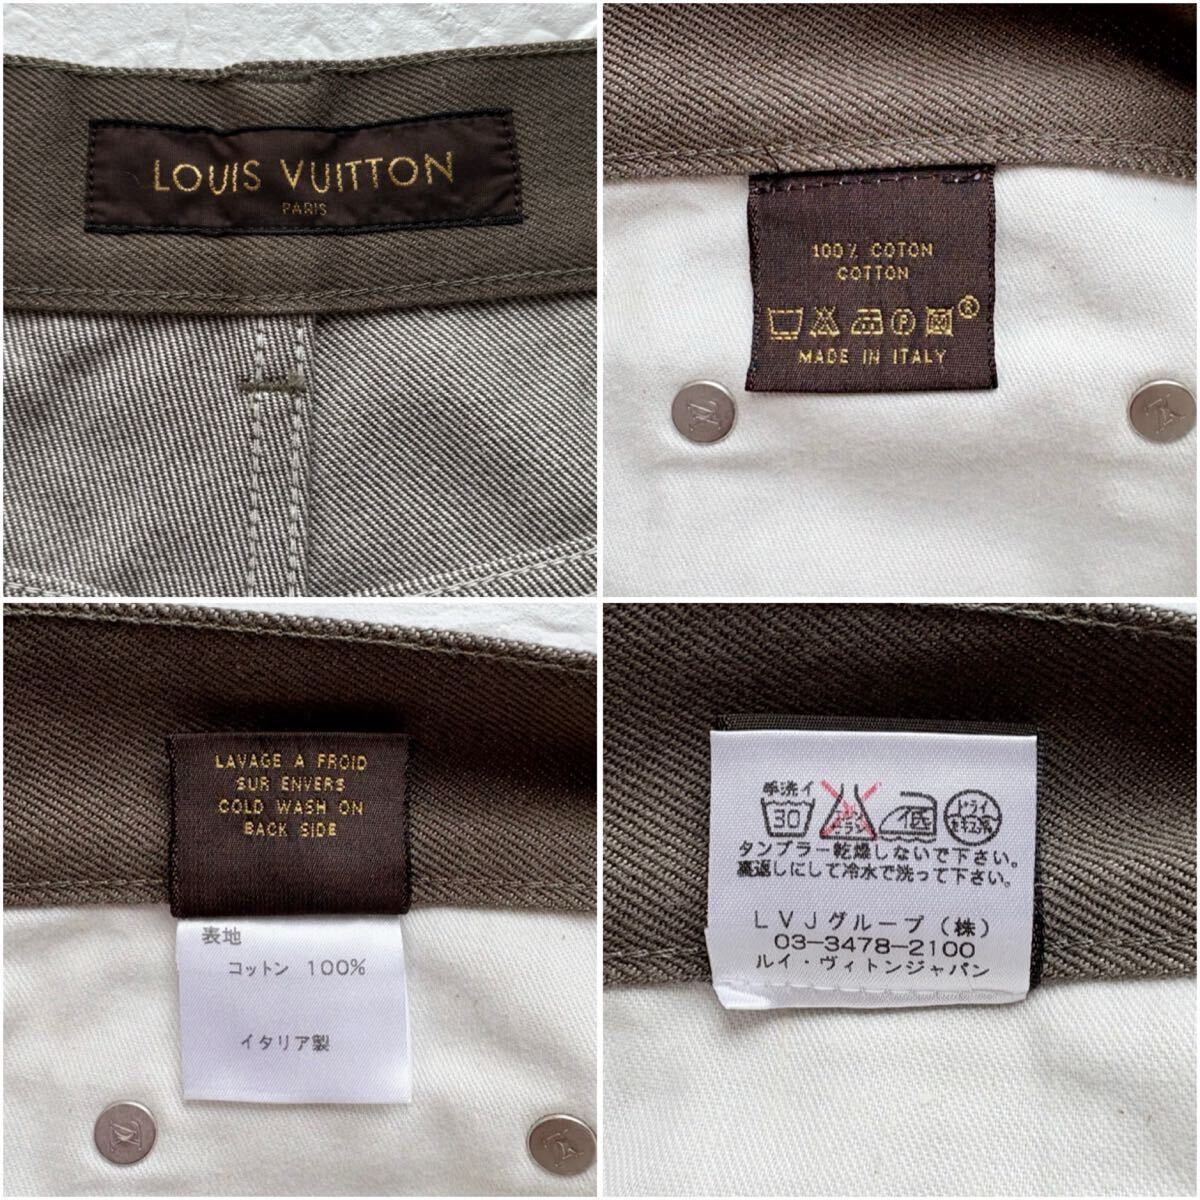 LOUIS VUITTON
PARIS
100% COTON
COTTON
P
MADE IN ITALY
LAVAGE A FROID
SUR ENVERS
COLD WASH ON
BACK SIDE
表地
コットン 100%
イタリア製
手洗イ
30
低
ドライ
タンブラー乾燥しないで下さい。
裏返しにして冷水で洗って下さい。
LVJグループ(株)
03-3478-2100
ルイ・ヴィトンジャパン